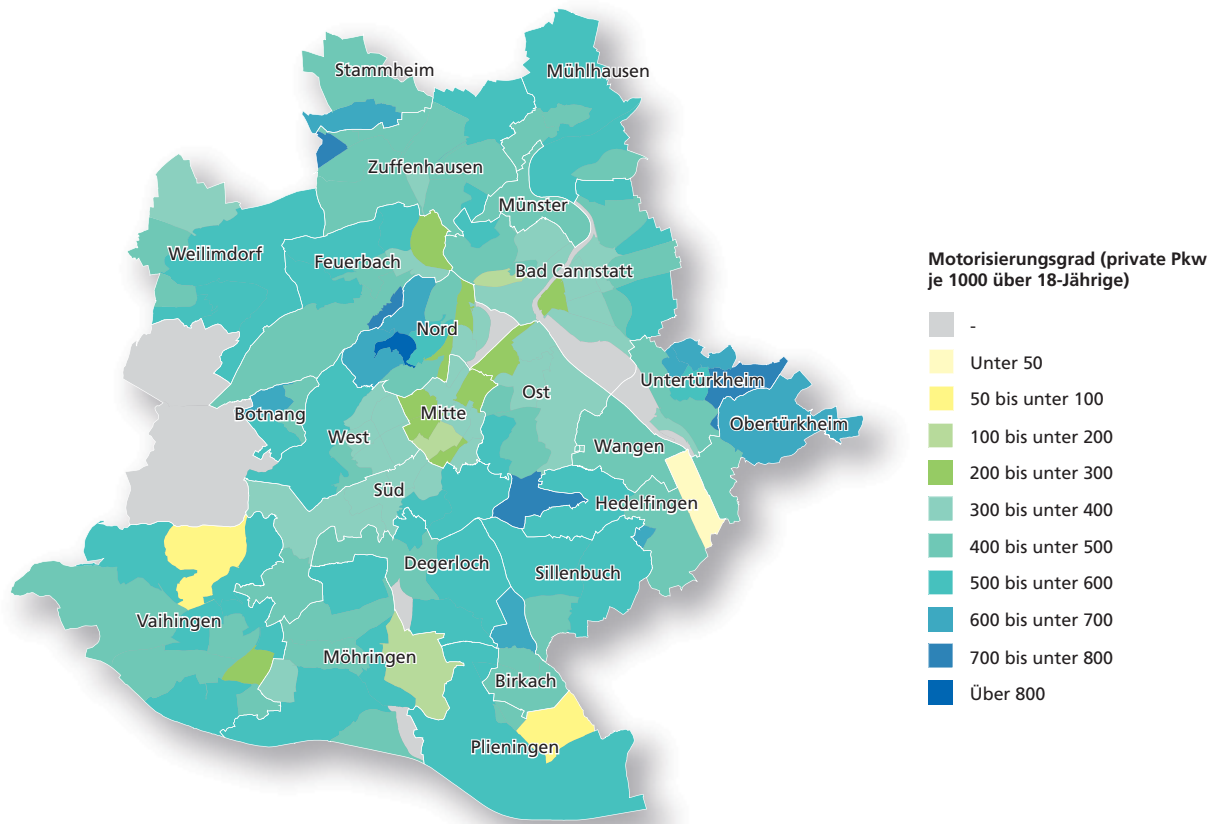 Stammheim
Mühlhausen
Zuffenhausen
Münster
Weilimdorf
Feuerbach
Bad Cannstatt
Nord
Untertürkheim
Botnang
Mitte
Ost
Obertürkheim
West
Wangen
Süd
Hedelfingen
Degerloch
Sillenbuch
Vaihingen
Möhringen
Birkach
Plieningen
Motorisierungsgrad (private Pkw
je 1000 über 18-Jährige)
-
Unter 50
50 bis unter 100
100 bis unter 200
200 bis unter 300
300 bis unter 400
400 bis unter 500
500 bis unter 600
600 bis unter 700
700 bis unter 800
Über 800